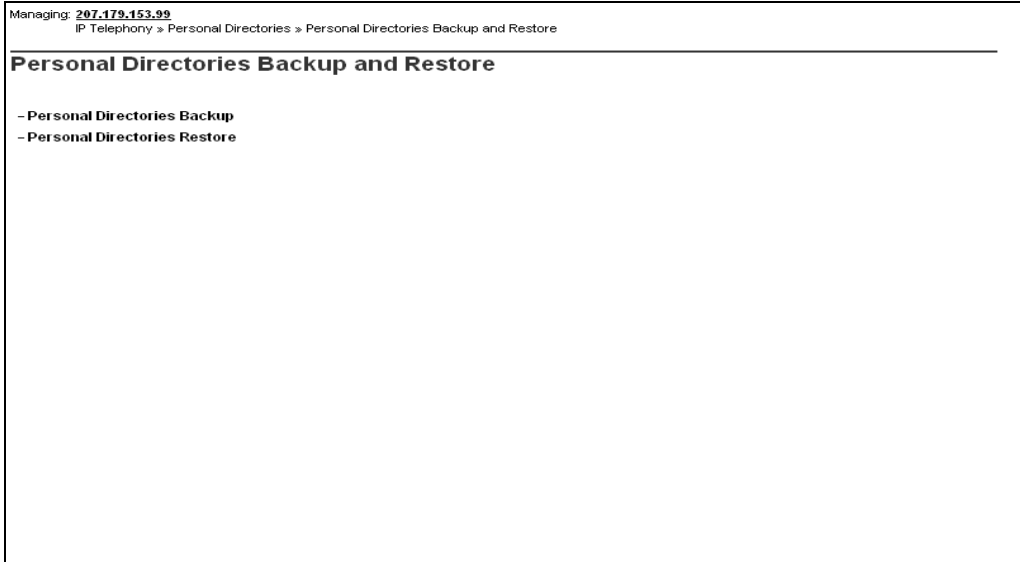 Managing: 207.179.153.99
IP Telephony » Personal Directories » Personal Directories Backup and Restore
Personal Directories Backup and Restore
– Personal Directories Backup
– Personal Directories Restore